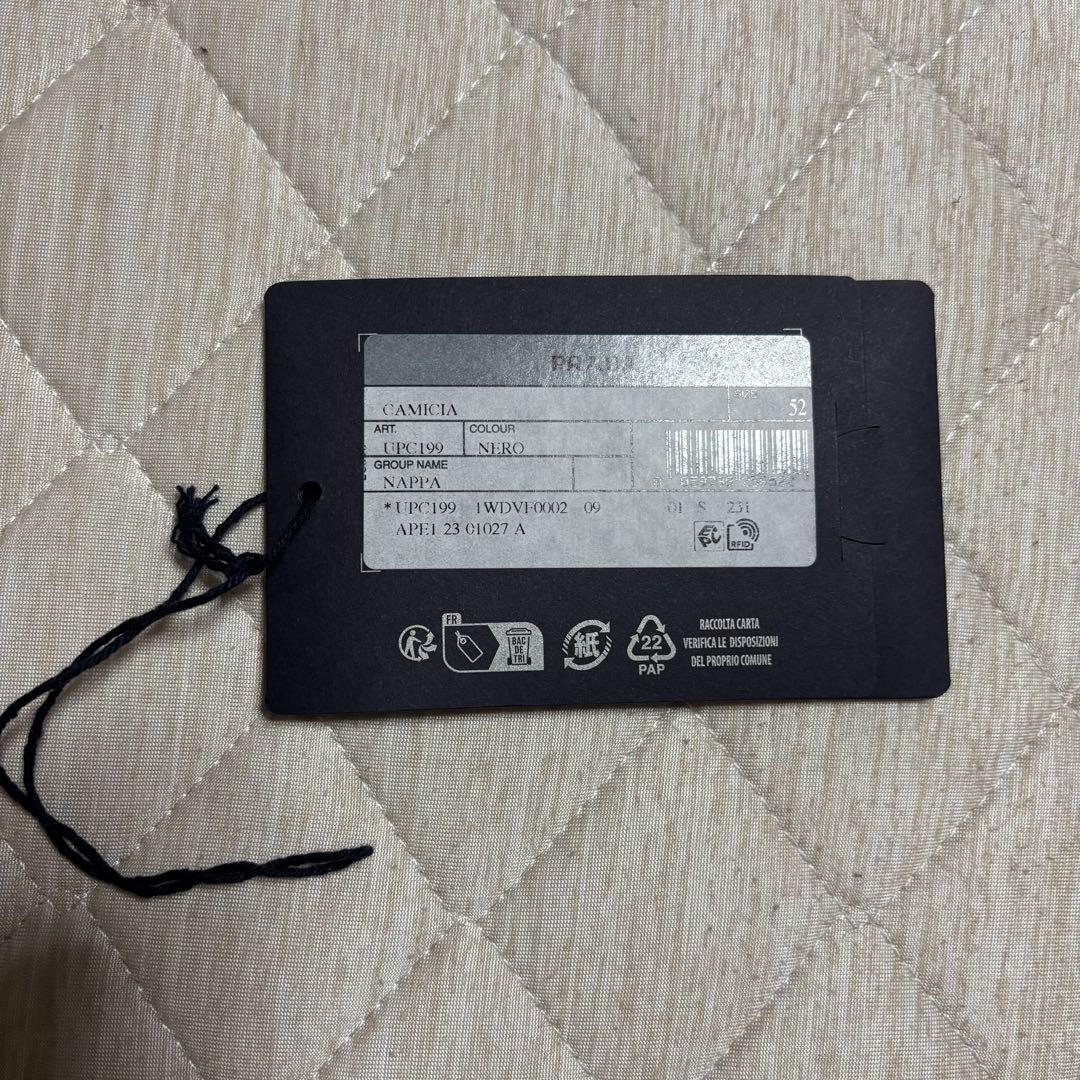 PRADA
CAMICIA
SIZE
52
ART.
UPC199
COLOUR
NERO
GROUP NAME
NAPPA
* UPC199 1WDVF0002 09 01 S 231
APE1 23 01027 A
RFID
FR
BAC
DE
TRI
紙
22
PAP
RACCOLTA CARTA
VERIFICA LE DISPOSIZIONI
DEL PROPRIO COMUNE